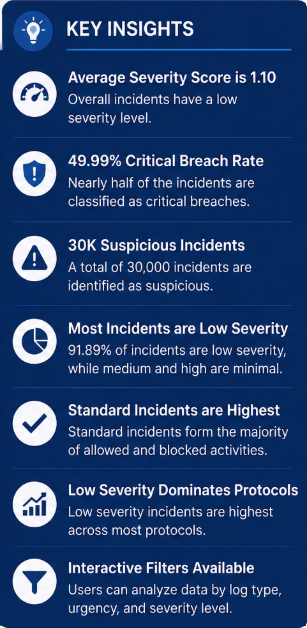 KEY INSIGHTS
Average Severity Score is 1.10
Overall incidents have a low
severity level.
49.99% Critical Breach Rate
Nearly half of the incidents are
classified as critical breaches.
30K Suspicious Incidents
A total of 30,000 incidents are
identified as suspicious.
Most Incidents are Low Severity
91.89% of incidents are low severity,
while medium and high are minimal.
Standard Incidents are Highest
Standard incidents form the majority
of allowed and blocked activities.
Low Severity Dominates Protocols
Low severity incidents are highest
across most protocols.
Interactive Filters Available
Users can analyze data by log type,
urgency, and severity level.